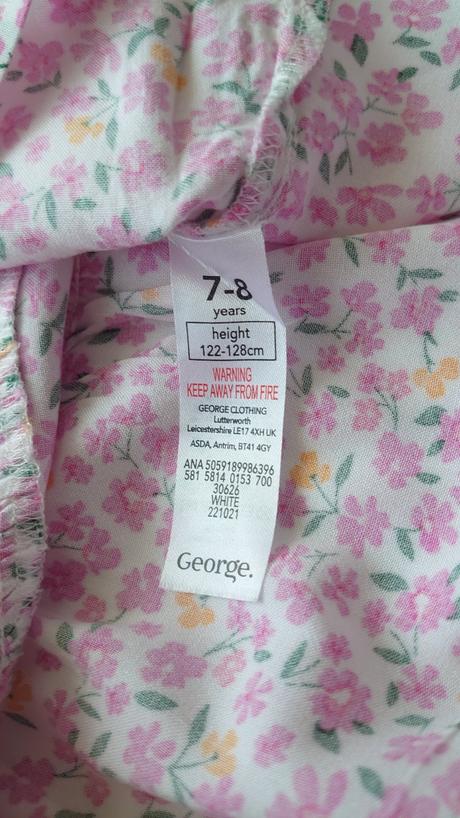 7-8
years
height
122-128cm
WARNING
KEEP AWAY FROM FIRE
GEORGE CLOTHING
Lutterworth
Leicestershire LE17 4XH UK
ASDA, Antrim, BT41 4GY
ANA 5059189986396
581 5814 0153 700
30626
WHITE
221021
George.